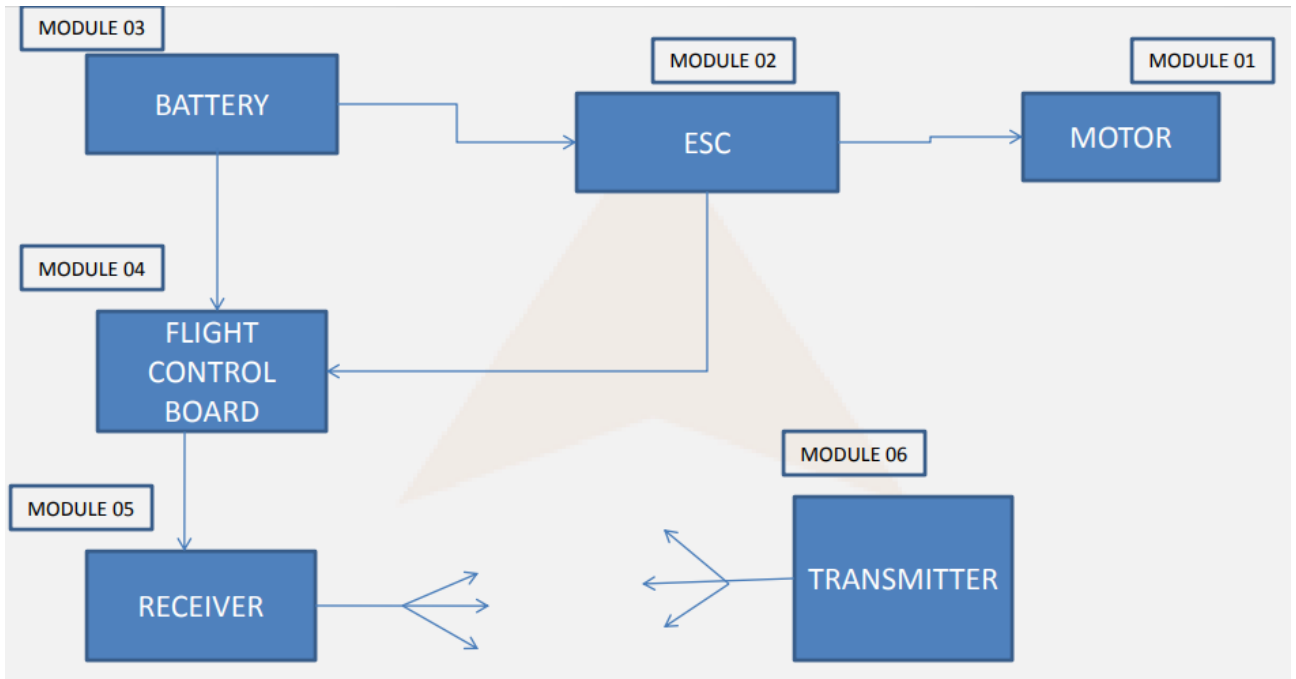 MODULE 03
BATTERY
MODULE 02
ESC
MODULE 01
MOTOR
MODULE 04
FLIGHT
CONTROL
BOARD
MODULE 05
RECEIVER
MODULE 06
TRANSMITTER